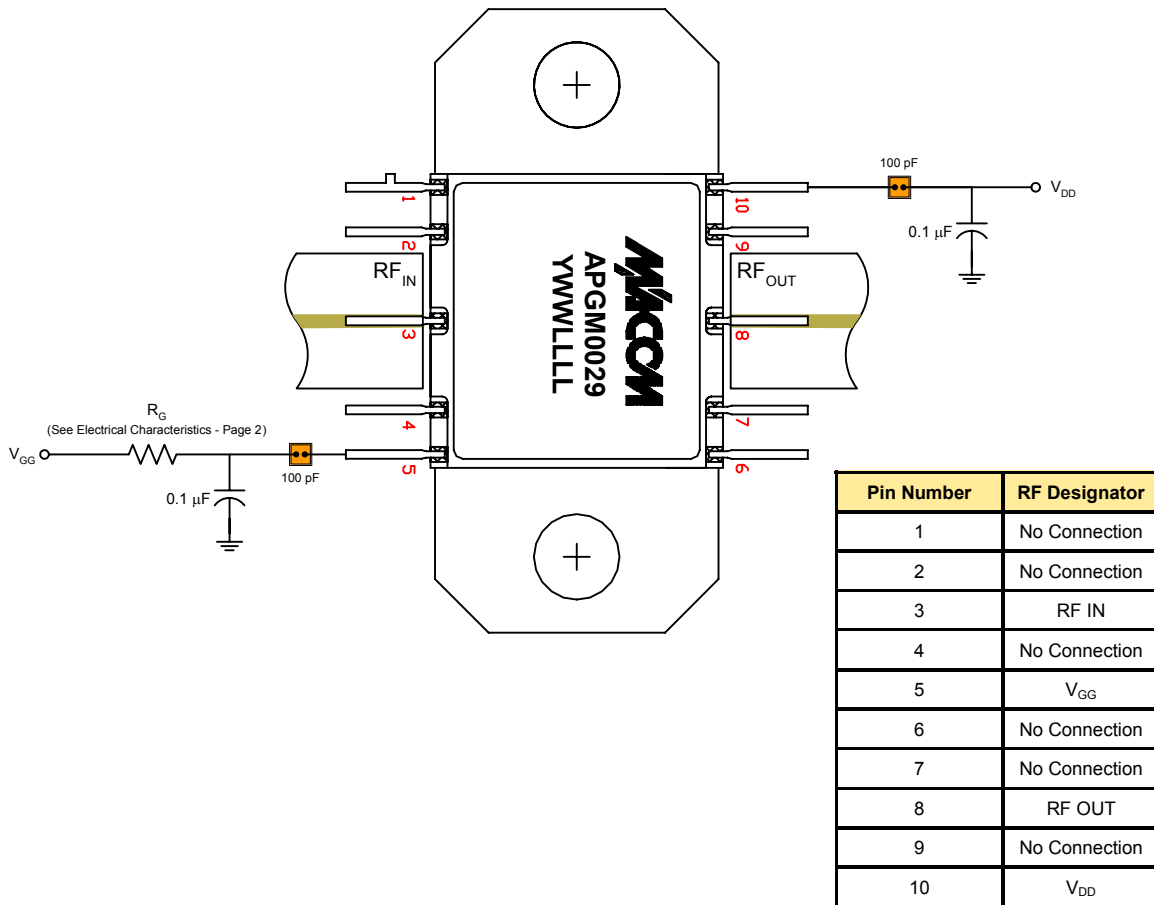 100 pF
V_DD
0.1 µF
1
2
3
4
5
10
9
8
7
6
RF_IN
RF_OUT
M/ACOM
APGM0029
YWWLLLL
R_G
(See Electrical Characteristics - Page 2)
V_GG
100 pF
0.1 µF
Pin Number RF Designator
1 No Connection
2 No Connection
3 RF IN
4 No Connection
5 V_GG
6 No Connection
7 No Connection
8 RF OUT
9 No Connection
10 V_DD